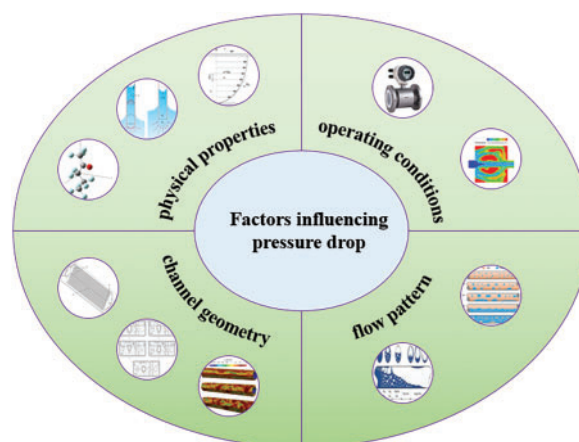 physical properties
operating conditions
Factors influencing
pressure drop
channel geometry
flow pattern